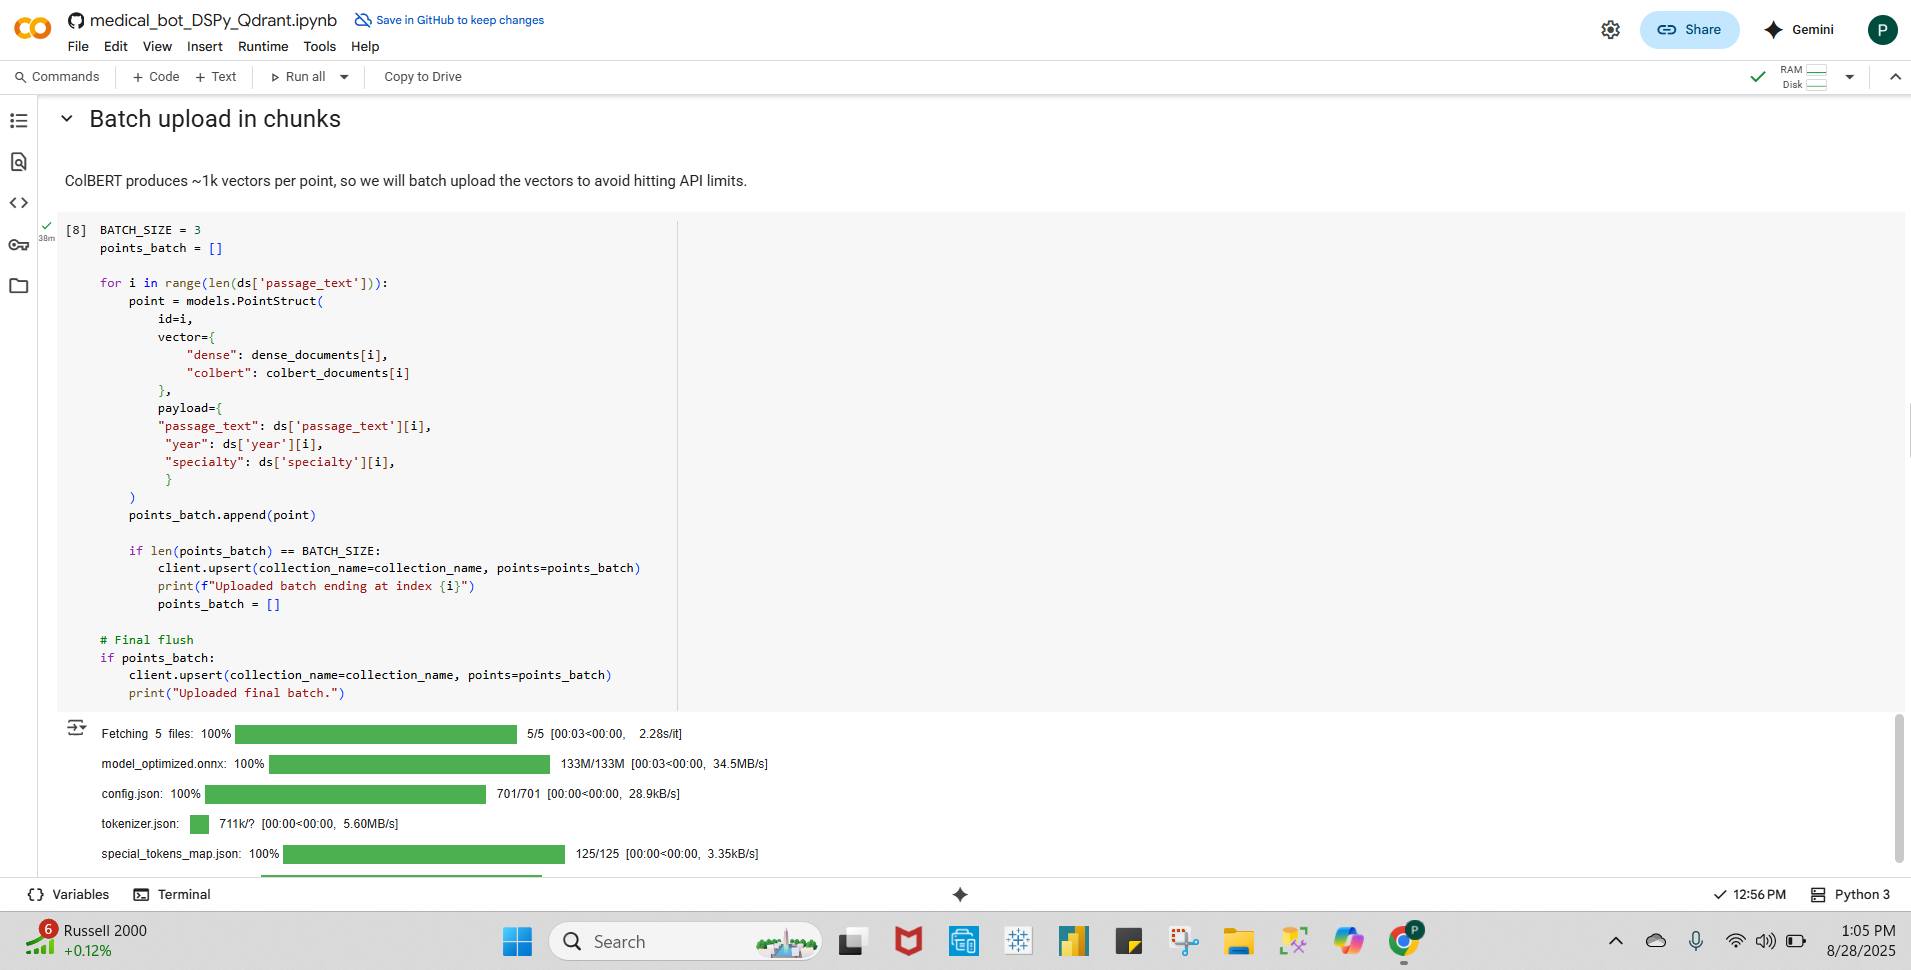 medical_bot_DSPy_Qdrant.ipynb
Save in GitHub to keep changes
File Edit View Insert Runtime Tools Help
Share
Gemini
P
Commands
+ Code + Text
Run all
Copy to Drive
RAM
Disk
Batch upload in chunks
ColBERT produces ~1k vectors per point, so we will batch upload the vectors to avoid hitting API limits.
38m
[8] BATCH_SIZE = 3
points_batch = []
for i in range(len(ds['passage_text'])):
point = models.PointStruct(
id=i,
vector={
"dense": dense_documents[i],
"colbert": colbert_documents[i]
},
payload={
"passage_text": ds['passage_text'][i],
"year": ds['year'][i],
"specialty": ds['specialty'][i],
}
)
points_batch.append(point)
if len(points_batch) == BATCH_SIZE:
client.upsert(collection_name=collection_name, points=points_batch)
print(f"Uploaded batch ending at index {i}")
points_batch = []
# Final flush
if points_batch:
client.upsert(collection_name=collection_name, points=points_batch)
print("Uploaded final batch.")
Fetching 5 files: 100% 5/5 [00:03<00:00, 2.28s/it]
model_optimized.onnx: 100% 133M/133M [00:03<00:00, 34.5MB/s]
config.json: 100% 701/701 [00:00<00:00, 28.9kB/s]
tokenizer.json: 711k/? [00:00<00:00, 5.60MB/s]
special_tokens_map.json: 100% 125/125 [00:00<00:00, 3.35kB/s]
{} Variables Terminal
12:56 PM Python 3
6 Russell 2000
+0.12%
Search
P
1:05 PM
8/28/2025